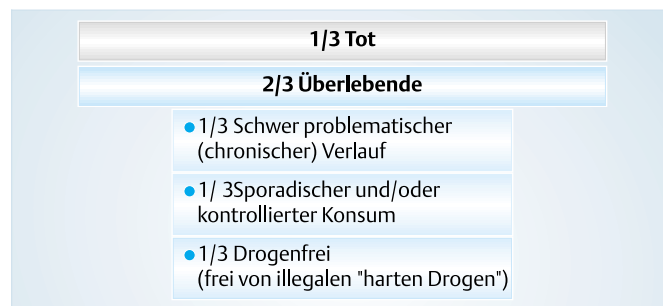 1/3 Tot
2/3 Überlebende
• 1/3 Schwer problematischer
(chronischer) Verlauf
• 1/ 3Sporadischer und/oder
kontrollierter Konsum
• 1/3 Drogenfrei
(frei von illegalen "harten Drogen")